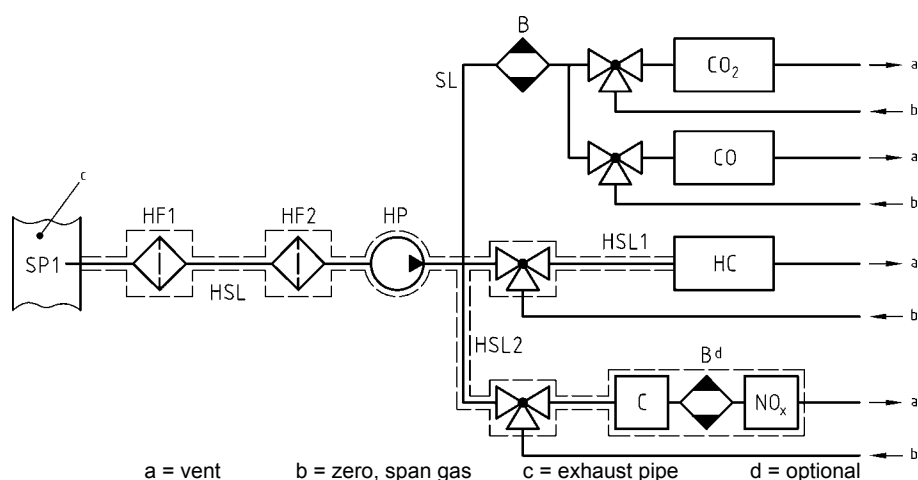 B
SL
CO₂
a
b
CO
a
b
c
HF1
HF2
HP
SP1
HSL
HSL1
HC
a
b
HSL2
Bᵈ
C
NOₓ
a
b
a = vent b = zero, span gas c = exhaust pipe d = optional